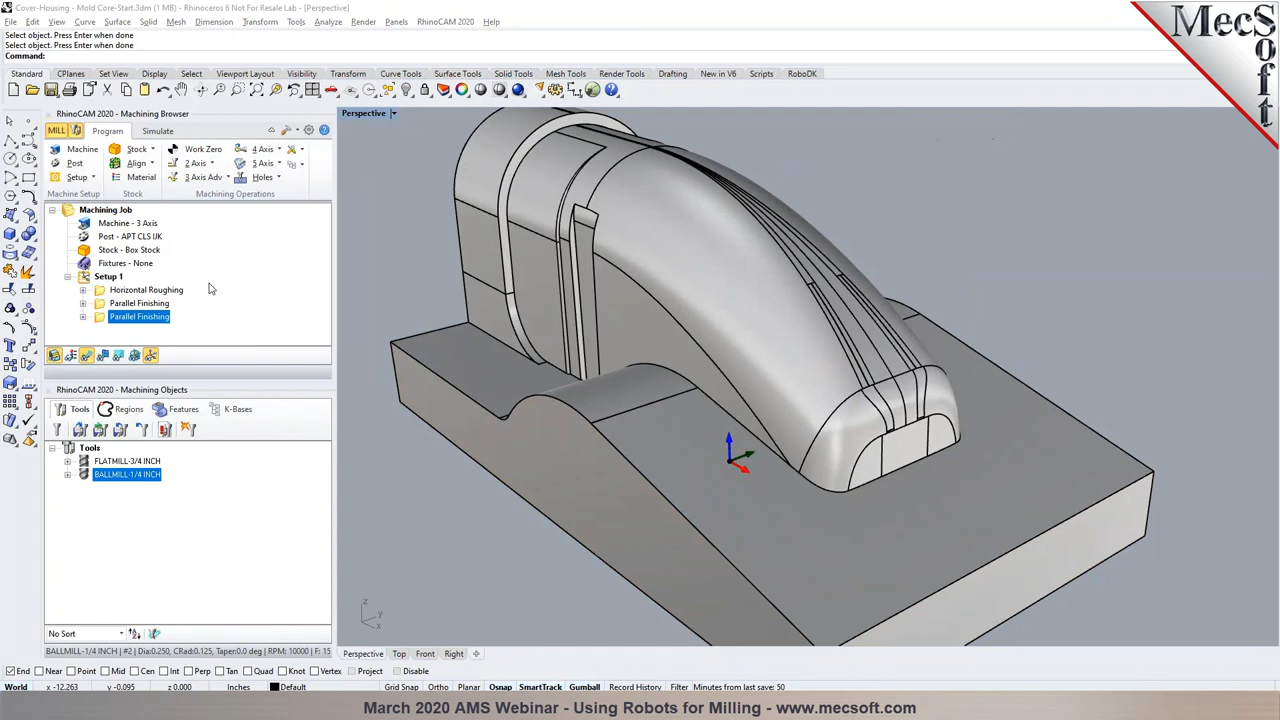 Cover-Housing - Mold Core-Start.3dm (1 MB) - Rhinoceros 6 Not For Resale Lab - [Perspective]
File Edit View Curve Surface Solid Mesh Dimension Transform Tools Analyze Render Panels RhinoCAM 2020 Help
Select object. Press Enter when done
Select object. Press Enter when done
Command:
Standard CPlanes Set View Display Select Viewport Layout Visibility Transform Curve Tools Surface Tools Solid Tools Mesh Tools Render Tools Drafting New in V6 Scripts RoboDK
MecSoft
RhinoCAM 2020 - Machining Browser
Perspective
MILL Program Simulate
Machine Stock Work Zero 4 Axis
Post Align 2 Axis 5 Axis
Setup Material 3 Axis Adv Holes
Machine Setup Stock Machining Operations
Machining Job
Machine - 3 Axis
Post - APT CLS IJK
Stock - Box Stock
Fixtures - None
Setup 1
Horizontal Roughing
Parallel Finishing
Parallel Finishing
RhinoCAM 2020 - Machining Objects
Tools Regions Features K-Bases
Tools
FLATMILL-3/4 INCH
BALLMILL-1/4 INCH
z
y
x
No Sort
BALLMILL-1/4 INCH | #2 | Dia:0.250, CRad:0.125, Taper:0.0 deg | RPM: 10000 | F: 15
Perspective Top Front Right
End Near Point Mid Cen Int Perp Tan Quad Knot Vertex Project Disable
World x -12.263 y -0.095 z 0.000 Inches Default Grid Snap Ortho Planar Osnap SmartTrack Gumball Record History Filter Minutes from last save: 50
March 2020 AMS Webinar - Using Robots for Milling - www.mecsoft.com